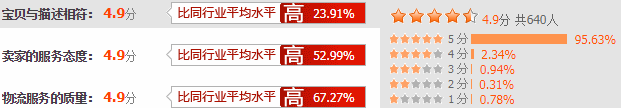 宝贝与描述相符： 4.9分 比同行业平均水平 高 23.91%
卖家的服务态度： 4.9分 比同行业平均水平 高 52.99%
物流服务的质量： 4.9分 比同行业平均水平 高 67.27%
4.9分 共640人
5分 95.63%
4分 2.34%
3分 0.94%
2分 0.31%
1分 0.78%